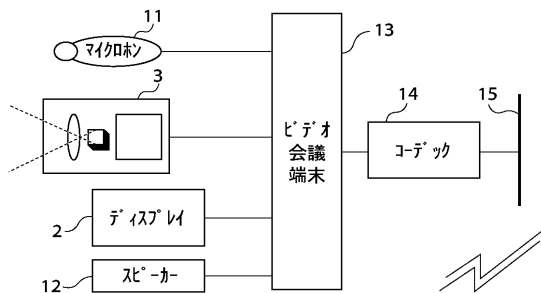 11
ﾏｲｸﾛﾎﾝ
3
13
ﾋﾞﾃﾞｵ
会議
端末
14
ｺｰﾃﾞｯｸ
15
ﾃﾞｨｽﾌﾟﾚｲ
2
ｽﾋﾟｰｶｰ
12